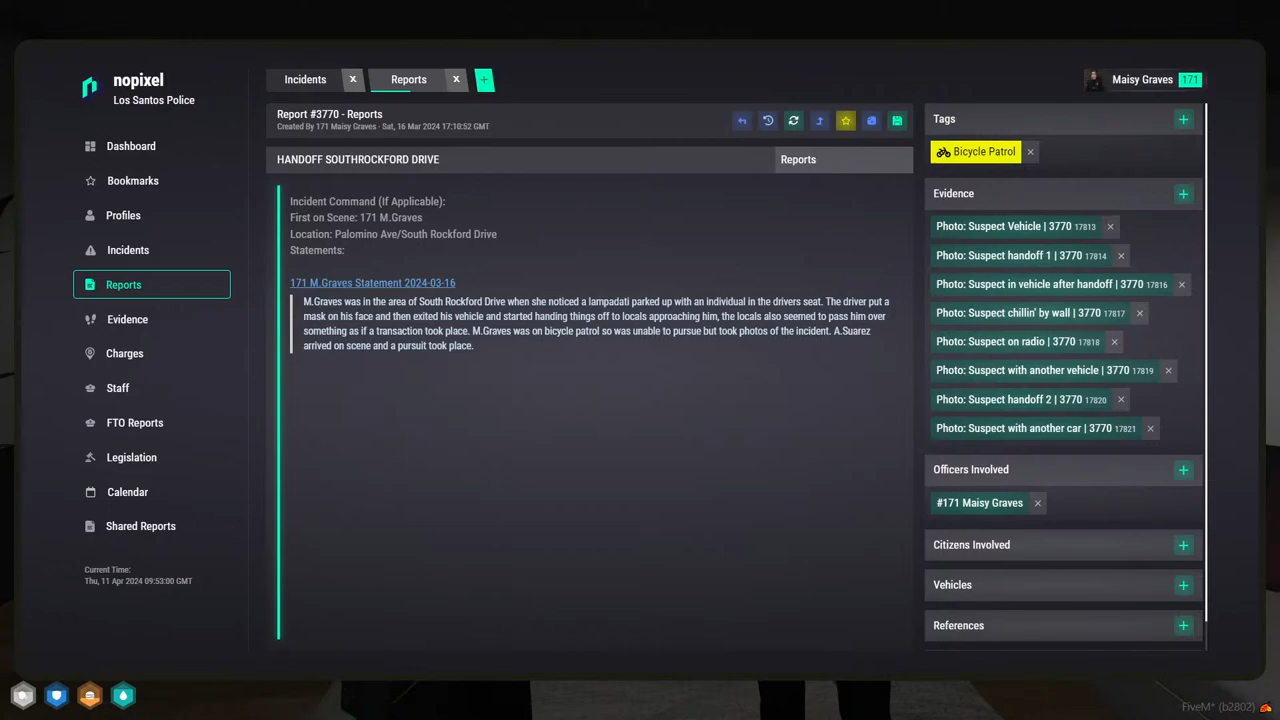 nopixel
Los Santos Police
Dashboard
Bookmarks
Profiles
Incidents
Reports
Evidence
Charges
Staff
FTO Reports
Legislation
Calendar
Shared Reports
Current Time:
Thu, 11 Apr 2024 09:53:00 GMT
Incidents x Reports x +
Maisy Graves 171
Report #3770 - Reports
Created By 171 Maisy Graves · Sat, 16 Mar 2024 17:10:52 GMT
HANDOFF SOUTHROCKFORD DRIVE
Reports
Incident Command (If Applicable):
First on Scene: 171 M.Graves
Location: Palomino Ave/South Rockford Drive
Statements:
171 M.Graves Statement 2024-03-16
M.Graves was in the area of South Rockford Drive when she noticed a lampadati parked up with an individual in the drivers seat. The driver put a
mask on his face and then exited his vehicle and started handing things off to locals approaching him, the locals also seemed to pass him over
something as if a transaction took place. M.Graves was on bicycle patrol so was unable to pursue but took photos of the incident. A.Suarez
arrived on scene and a pursuit took place.
Tags
Bicycle Patrol
Evidence
Photo: Suspect Vehicle | 3770 17813
Photo: Suspect handoff 1 | 3770 17814
Photo: Suspect in vehicle after handoff | 3770 17816
Photo: Suspect chillin' by wall | 3770 17817
Photo: Suspect on radio | 3770 17818
Photo: Suspect with another vehicle | 3770 17819
Photo: Suspect handoff 2 | 3770 17820
Photo: Suspect with another car | 3770 17821
Officers Involved
#171 Maisy Graves
Citizens Involved
Vehicles
References
FiveM* (b2802)